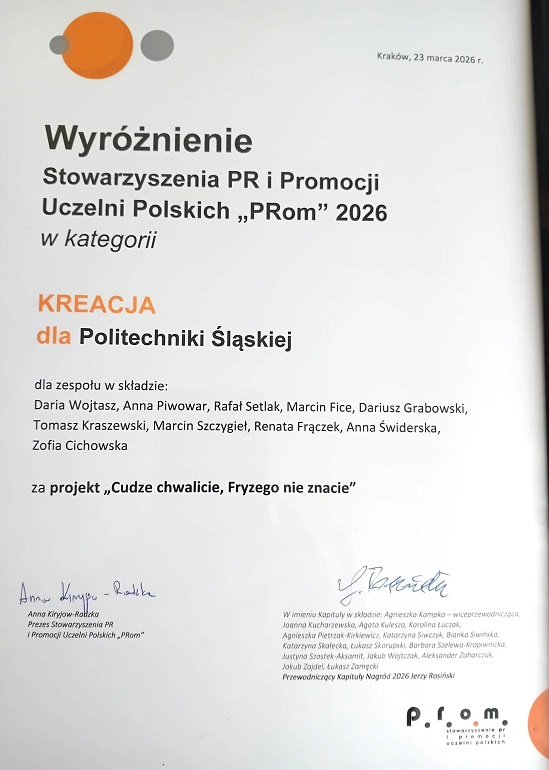 Kraków, 23 marca 2026 r.
Wyróżnienie
Stowarzyszenia PR i Promocji
Uczelni Polskich „PRom” 2026
w kategorii
KREACJA
dla Politechniki Śląskiej
dla zespołu w składzie:
Daria Wojtasz, Anna Piwowar, Rafał Setlak, Marcin Fice, Dariusz Grabowski,
Tomasz Kraszewski, Marcin Szczygieł, Renata Frączek, Anna Świderska,
Zofia Cichowska
za projekt „Cudze chwalicie, Fryzego nie znacie”
Anna Kiryjow-Radzka
Anna Kiryjow-Radzka
Prezes Stowarzyszenia PR
i Promocji Uczelni Polskich „PRom”
W imieniu Kapituły w składzie: Agnieszka Kampka – wiceprzewodnicząca,
Joanna Kucharzewska, Agata Kulesza, Karolina Łuczak,
Agnieszka Pietrzak-Kirkiewicz, Katarzyna Siwczyk, Bianka Siwińska,
Katarzyna Skałecka, Łukasz Skorupski, Barbara Szelewa-Kropiwnicka,
Justyna Szostek-Aksamit, Jakub Wojtczak, Aleksander Zaharczuk,
Jakub Zajdel, Łukasz Zamęcki
Przewodniczący Kapituły Nagród 2026 Jerzy Rosiński
p.r.o.m.
stowarzyszenie pr
i promocji
uczelni polskich